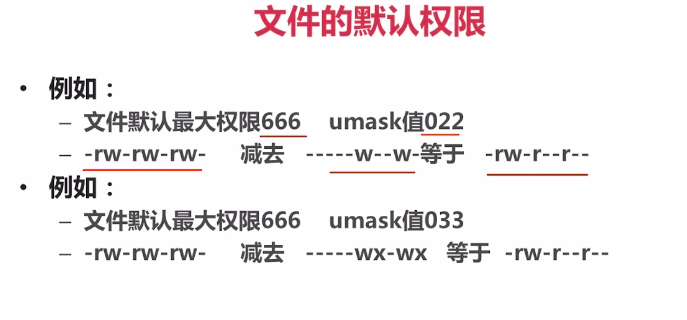 文件的默认权限
• 例如：
– 文件默认最大权限666 umask值022
– -rw-rw-rw- 减去 -----w--w-等于 -rw-r--r--
• 例如：
– 文件默认最大权限666 umask值033
– -rw-rw-rw- 减去 -----wx-wx 等于 -rw-r--r--